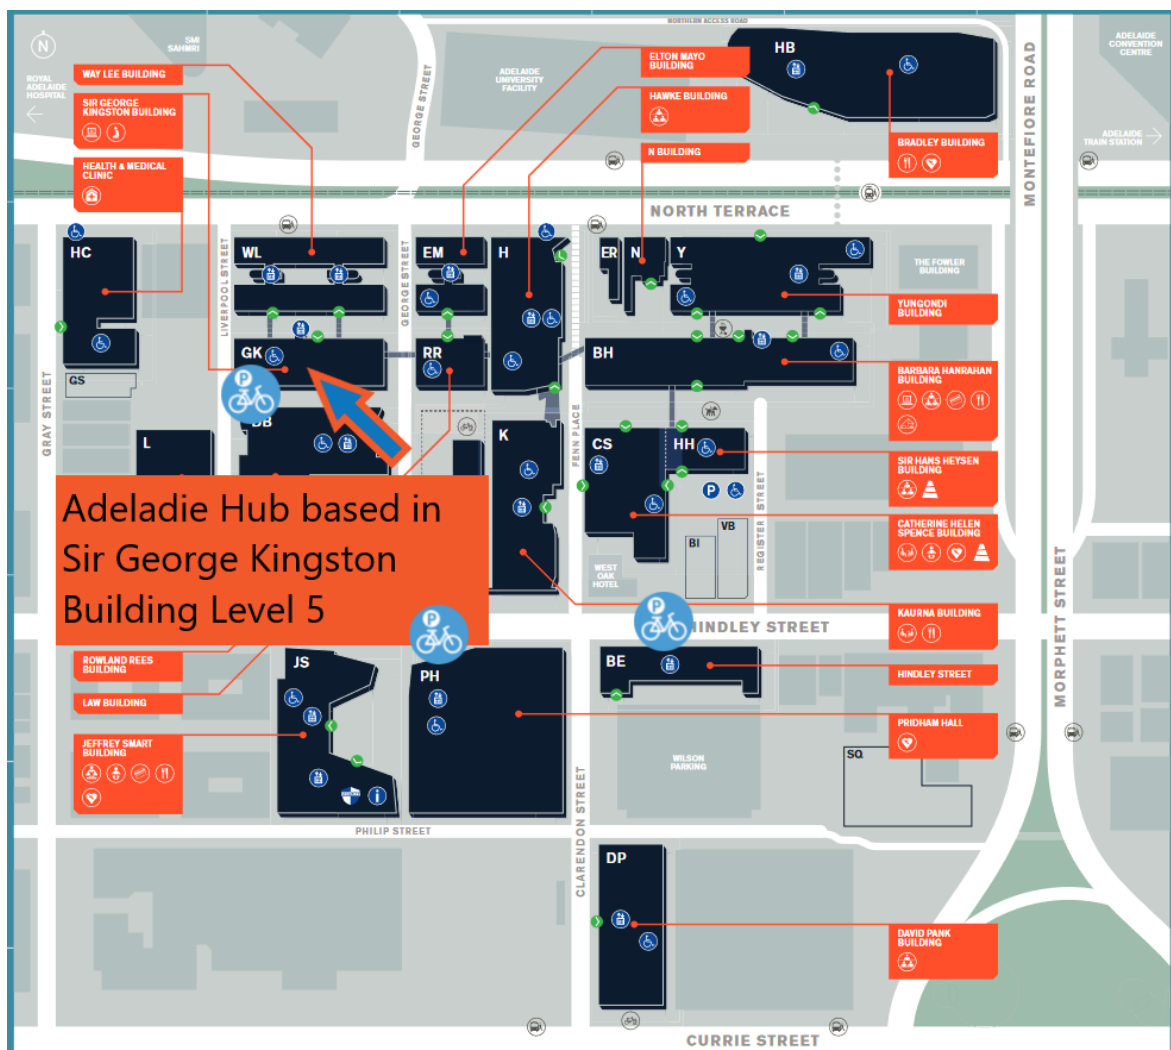 NORTHERN ACCESS ROAD
N
SMI
SAHMRI
ROYAL
ADELAIDE
HOSPITAL
WAY LEE BUILDING
SIR GEORGE
KINGSTON BUILDING
HEALTH & MEDICAL
CLINIC
GEORGE STREET
ADELAIDE
UNIVERSITY
FACILITY
ELTON MAYO
BUILDING
HAWKE BUILDING
N BUILDING
HB
BRADLEY BUILDING
MONTEFIORE ROAD
ADELAIDE
CONVENTION
CENTRE
ADELAIDE
TRAIN STATION
NORTH TERRACE
HC
WL
EM
H
ER
N
Y
THE FOWLER
BUILDING
LIVERPOOL STREET
GEORGE STREET
YUNGONDI
BUILDING
GK
RR
BH
GS
GRAY STREET
P
BARBARA HANRAHAN
BUILDING
DB
L
K
FENN PLACE
CS
HH
SIR HANS HEYSEN
BUILDING
P
VB
BI
REGISTER STREET
CATHERINE HELEN
SPENCE BUILDING
WEST
OAK
HOTEL
Adeladie Hub based in
Sir George Kingston
Building Level 5
KAURNA BUILDING
P
P
HINDLEY STREET
MORPHETT STREET
ROWLAND REES
BUILDING
LAW BUILDING
JEFFREY SMART
BUILDING
JS
PH
BE
HINDLEY STREET
PRIDHAM HALL
WILSON
PARKING
SQ
i
PHILIP STREET
CLARENDON STREET
DP
DAVID PANK
BUILDING
CURRIE STREET